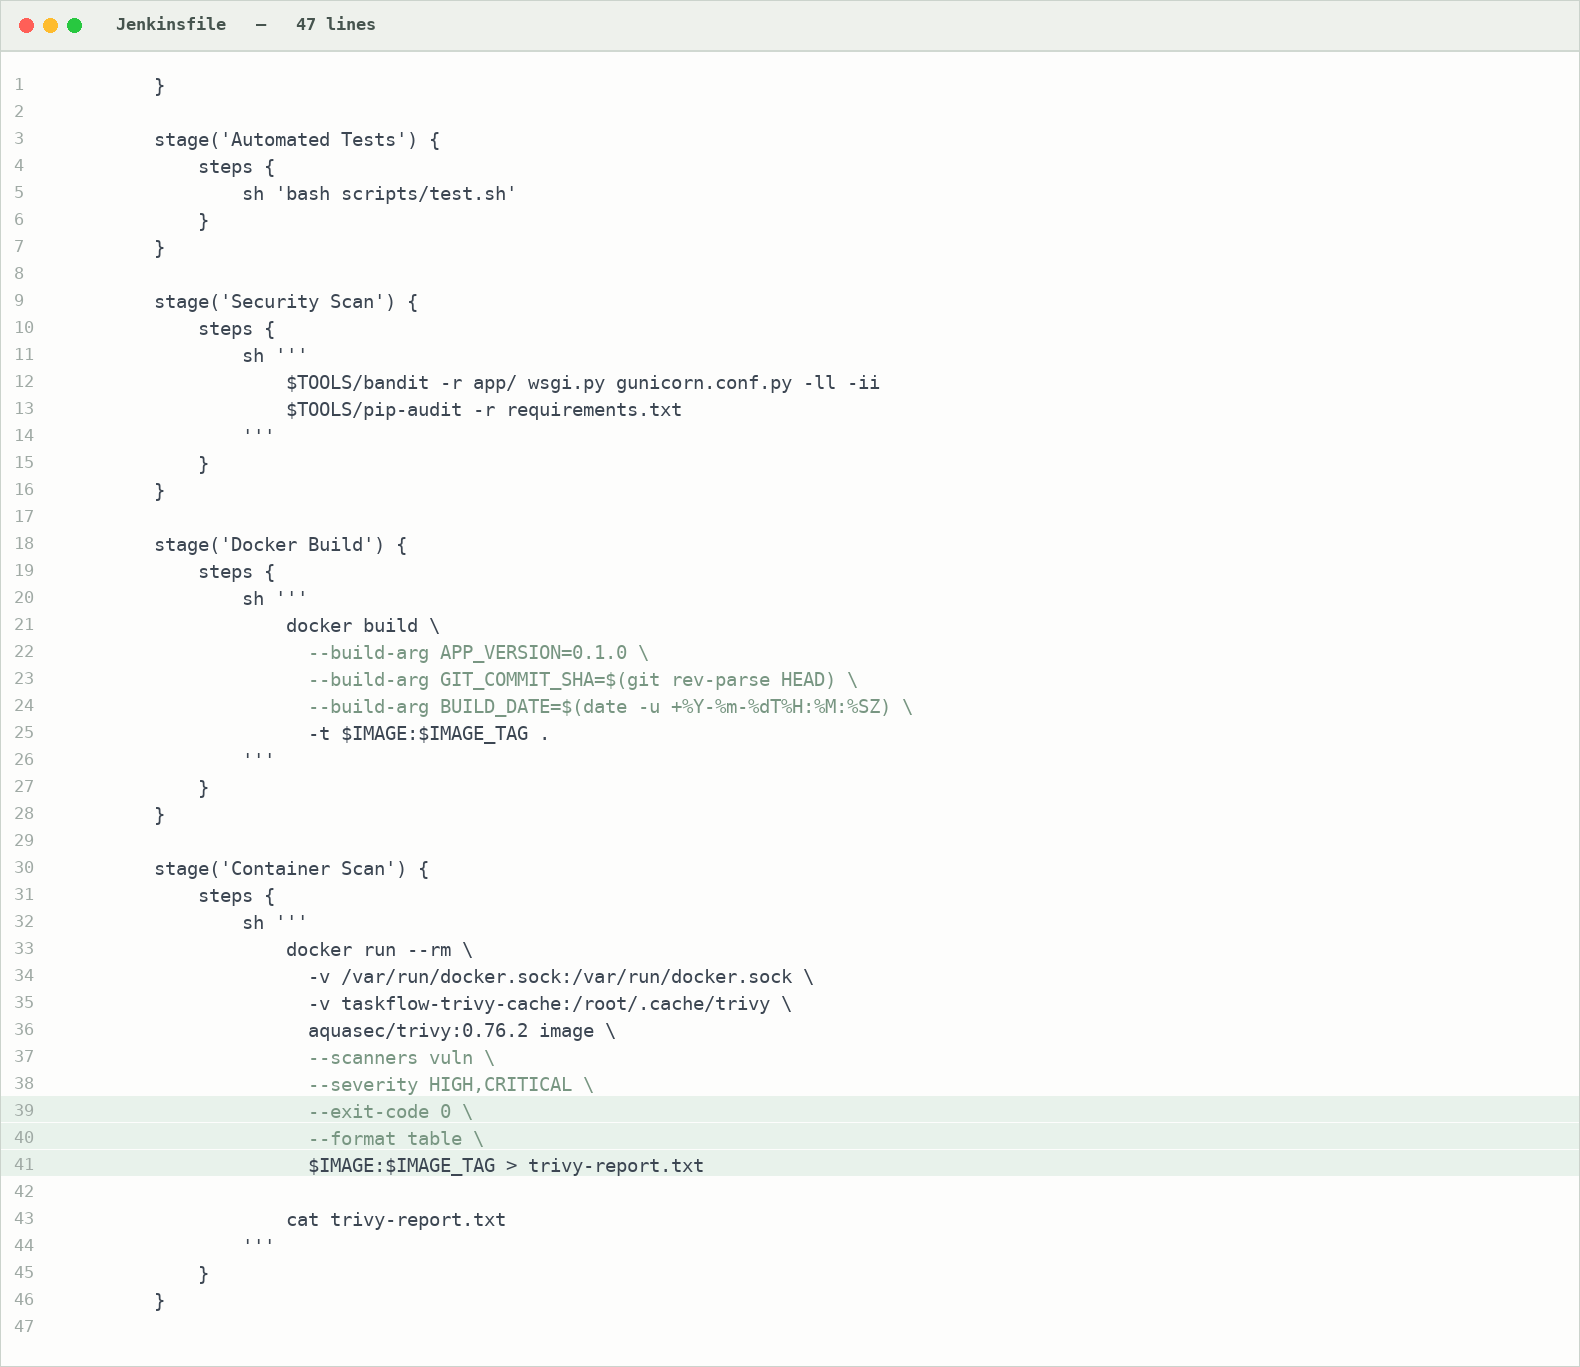 Jenkinsfile — 47 lines
1 }
2
3 stage('Automated Tests') {
4 steps {
5 sh 'bash scripts/test.sh'
6 }
7 }
8
9 stage('Security Scan') {
10 steps {
11 sh '''
12 $TOOLS/bandit -r app/ wsgi.py gunicorn.conf.py -ll -ii
13 $TOOLS/pip-audit -r requirements.txt
14 '''
15 }
16 }
17
18 stage('Docker Build') {
19 steps {
20 sh '''
21 docker build \
22 --build-arg APP_VERSION=0.1.0 \
23 --build-arg GIT_COMMIT_SHA=$(git rev-parse HEAD) \
24 --build-arg BUILD_DATE=$(date -u +%Y-%m-%dT%H:%M:%SZ) \
25 -t $IMAGE:$IMAGE_TAG .
26 '''
27 }
28 }
29
30 stage('Container Scan') {
31 steps {
32 sh '''
33 docker run --rm \
34 -v /var/run/docker.sock:/var/run/docker.sock \
35 -v taskflow-trivy-cache:/root/.cache/trivy \
36 aquasec/trivy:0.76.2 image \
37 --scanners vuln \
38 --severity HIGH,CRITICAL \
39 --exit-code 0 \
40 --format table \
41 $IMAGE:$IMAGE_TAG > trivy-report.txt
42
43 cat trivy-report.txt
44 '''
45 }
46 }
47